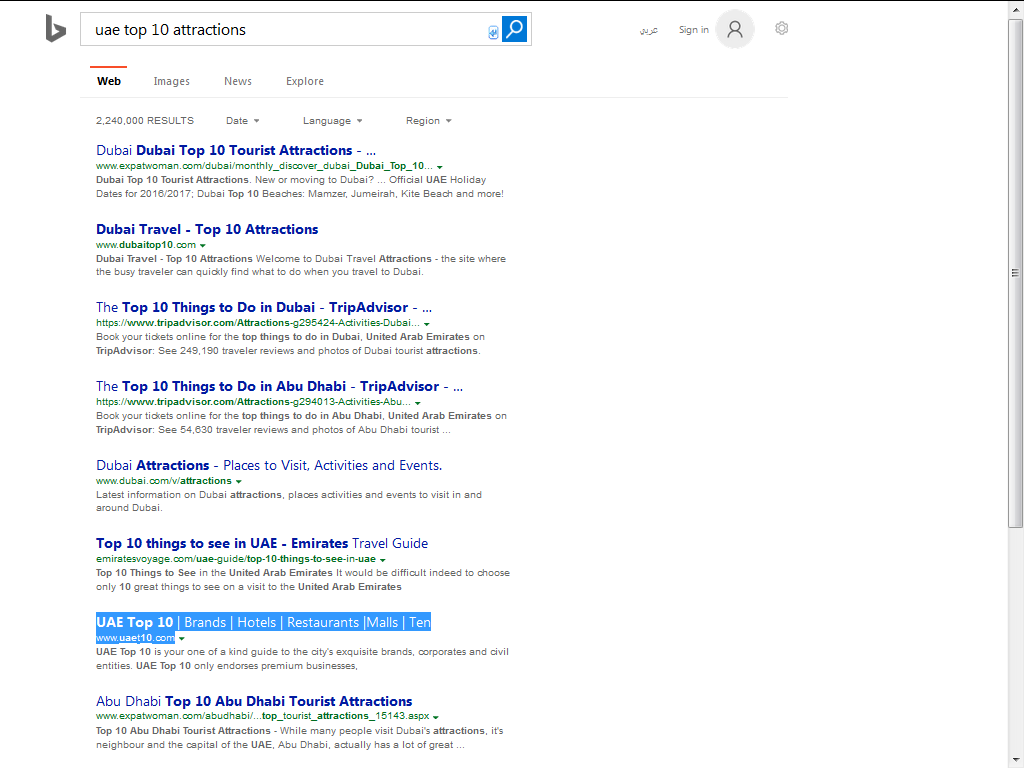 uae top 10 attractions
عربي
Sign in
Web Images News Explore
2,240,000 RESULTS Date Language Region
Dubai Dubai Top 10 Tourist Attractions - ...
www.expatwoman.com/dubai/monthly_discover_dubai_Dubai_Top_10...
Dubai Top 10 Tourist Attractions. New or moving to Dubai? ... Official UAE Holiday
Dates for 2016/2017; Dubai Top 10 Beaches: Mamzer, Jumeirah, Kite Beach and more!
Dubai Travel - Top 10 Attractions
www.dubaitop10.com
Dubai Travel - Top 10 Attractions Welcome to Dubai Travel Attractions - the site where
the busy traveler can quickly find what to do when you travel to Dubai.
The Top 10 Things to Do in Dubai - TripAdvisor - ...
https://www.tripadvisor.com/Attractions-g295424-Activities-Dubai...
Book your tickets online for the top things to do in Dubai, United Arab Emirates on
TripAdvisor: See 249,190 traveler reviews and photos of Dubai tourist attractions.
The Top 10 Things to Do in Abu Dhabi - TripAdvisor - ...
https://www.tripadvisor.com/Attractions-g294013-Activities-Abu...
Book your tickets online for the top things to do in Abu Dhabi, United Arab Emirates on
TripAdvisor: See 54,630 traveler reviews and photos of Abu Dhabi tourist ...
Dubai Attractions - Places to Visit, Activities and Events.
www.dubai.com/v/attractions
Latest information on Dubai attractions, places activities and events to visit in and
around Dubai.
Top 10 things to see in UAE - Emirates Travel Guide
emiratesvoyage.com/uae-guide/top-10-things-to-see-in-uae
Top 10 Things to See in the United Arab Emirates It would be difficult indeed to choose
only 10 great things to see on a visit to the United Arab Emirates
UAE Top 10 | Brands | Hotels | Restaurants |Malls | Ten
www.uaet10.com
UAE Top 10 is your one of a kind guide to the city's exquisite brands, corporates and civil
entities. UAE Top 10 only endorses premium businesses,
Abu Dhabi Top 10 Abu Dhabi Tourist Attractions
www.expatwoman.com/abudhabi/...top_tourist_attractions_15143.aspx
Top 10 Abu Dhabi Tourist Attractions - While many people visit Dubai's attractions, it's
neighbour and the capital of the UAE, Abu Dhabi, actually has a lot of great ...